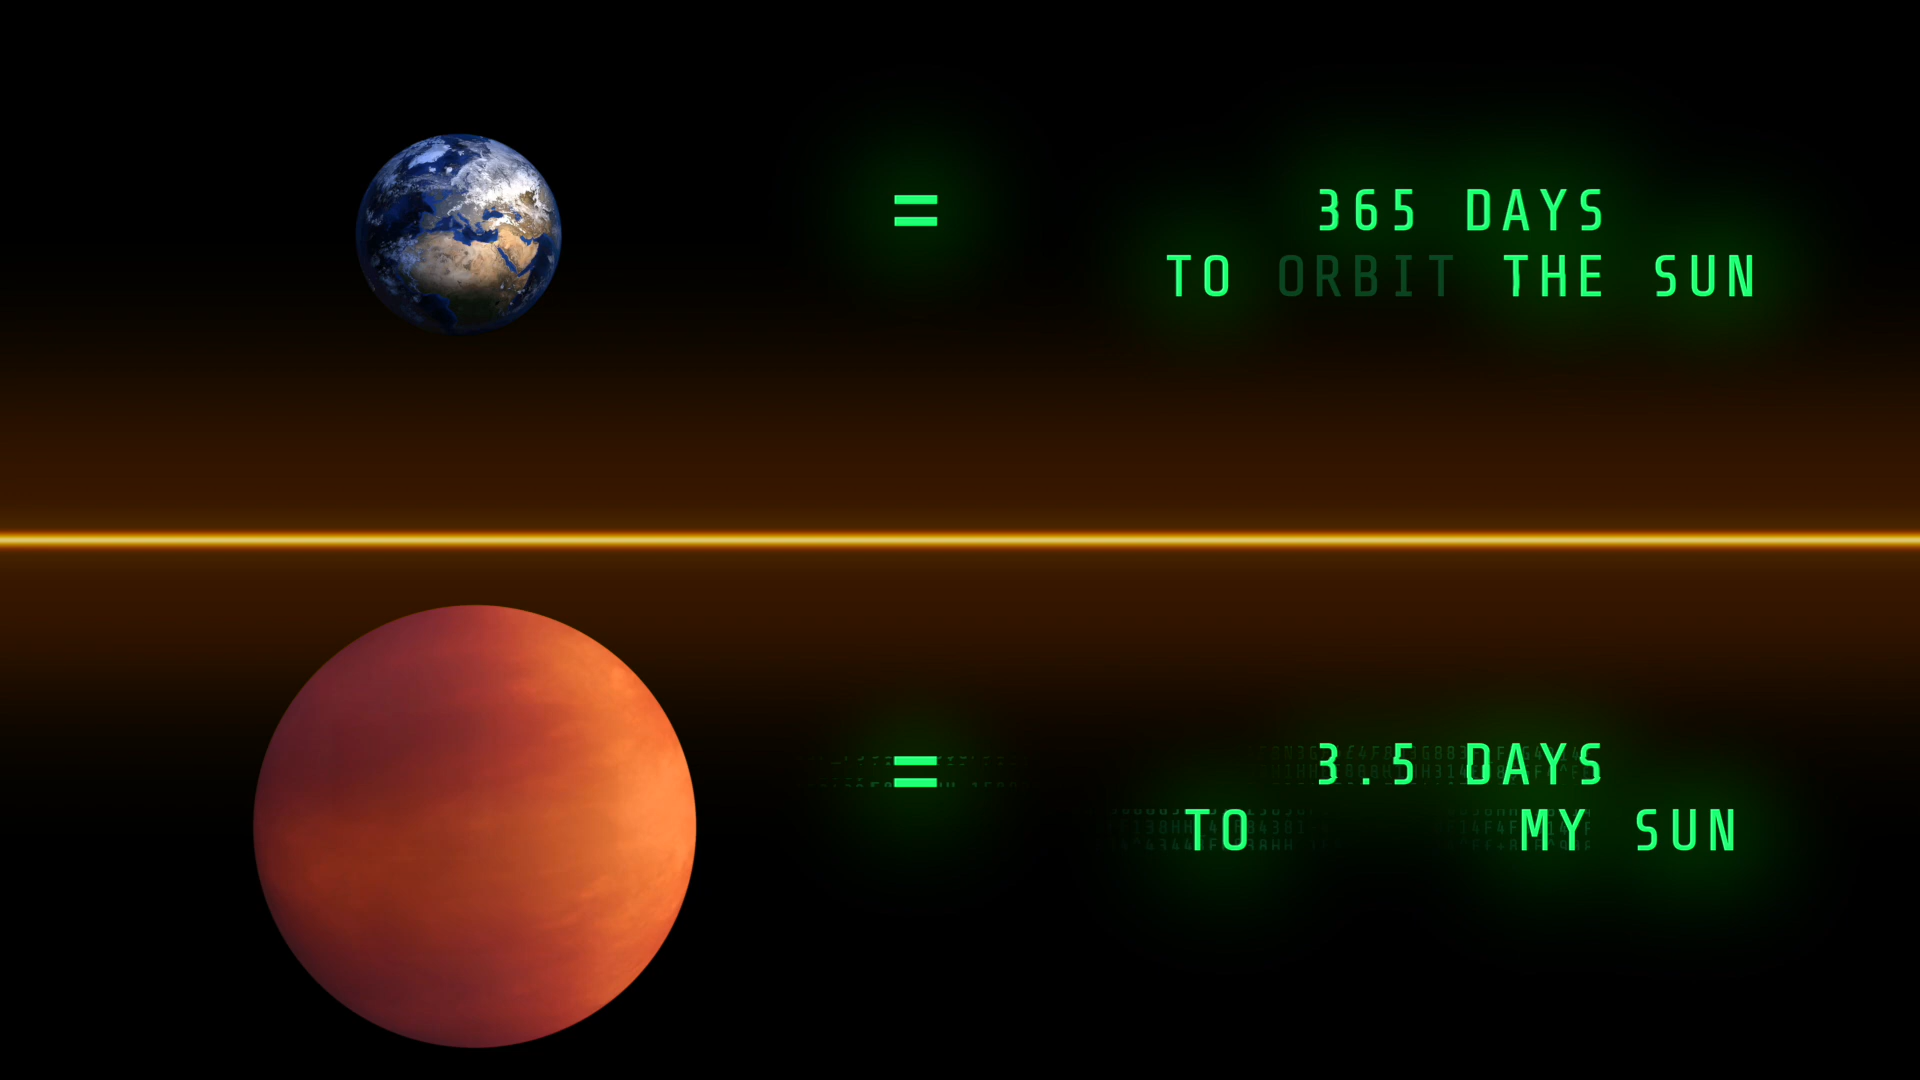 =
365 DAYS
TO ORBIT THE SUN
=
3.5 DAYS
TO MY SUN